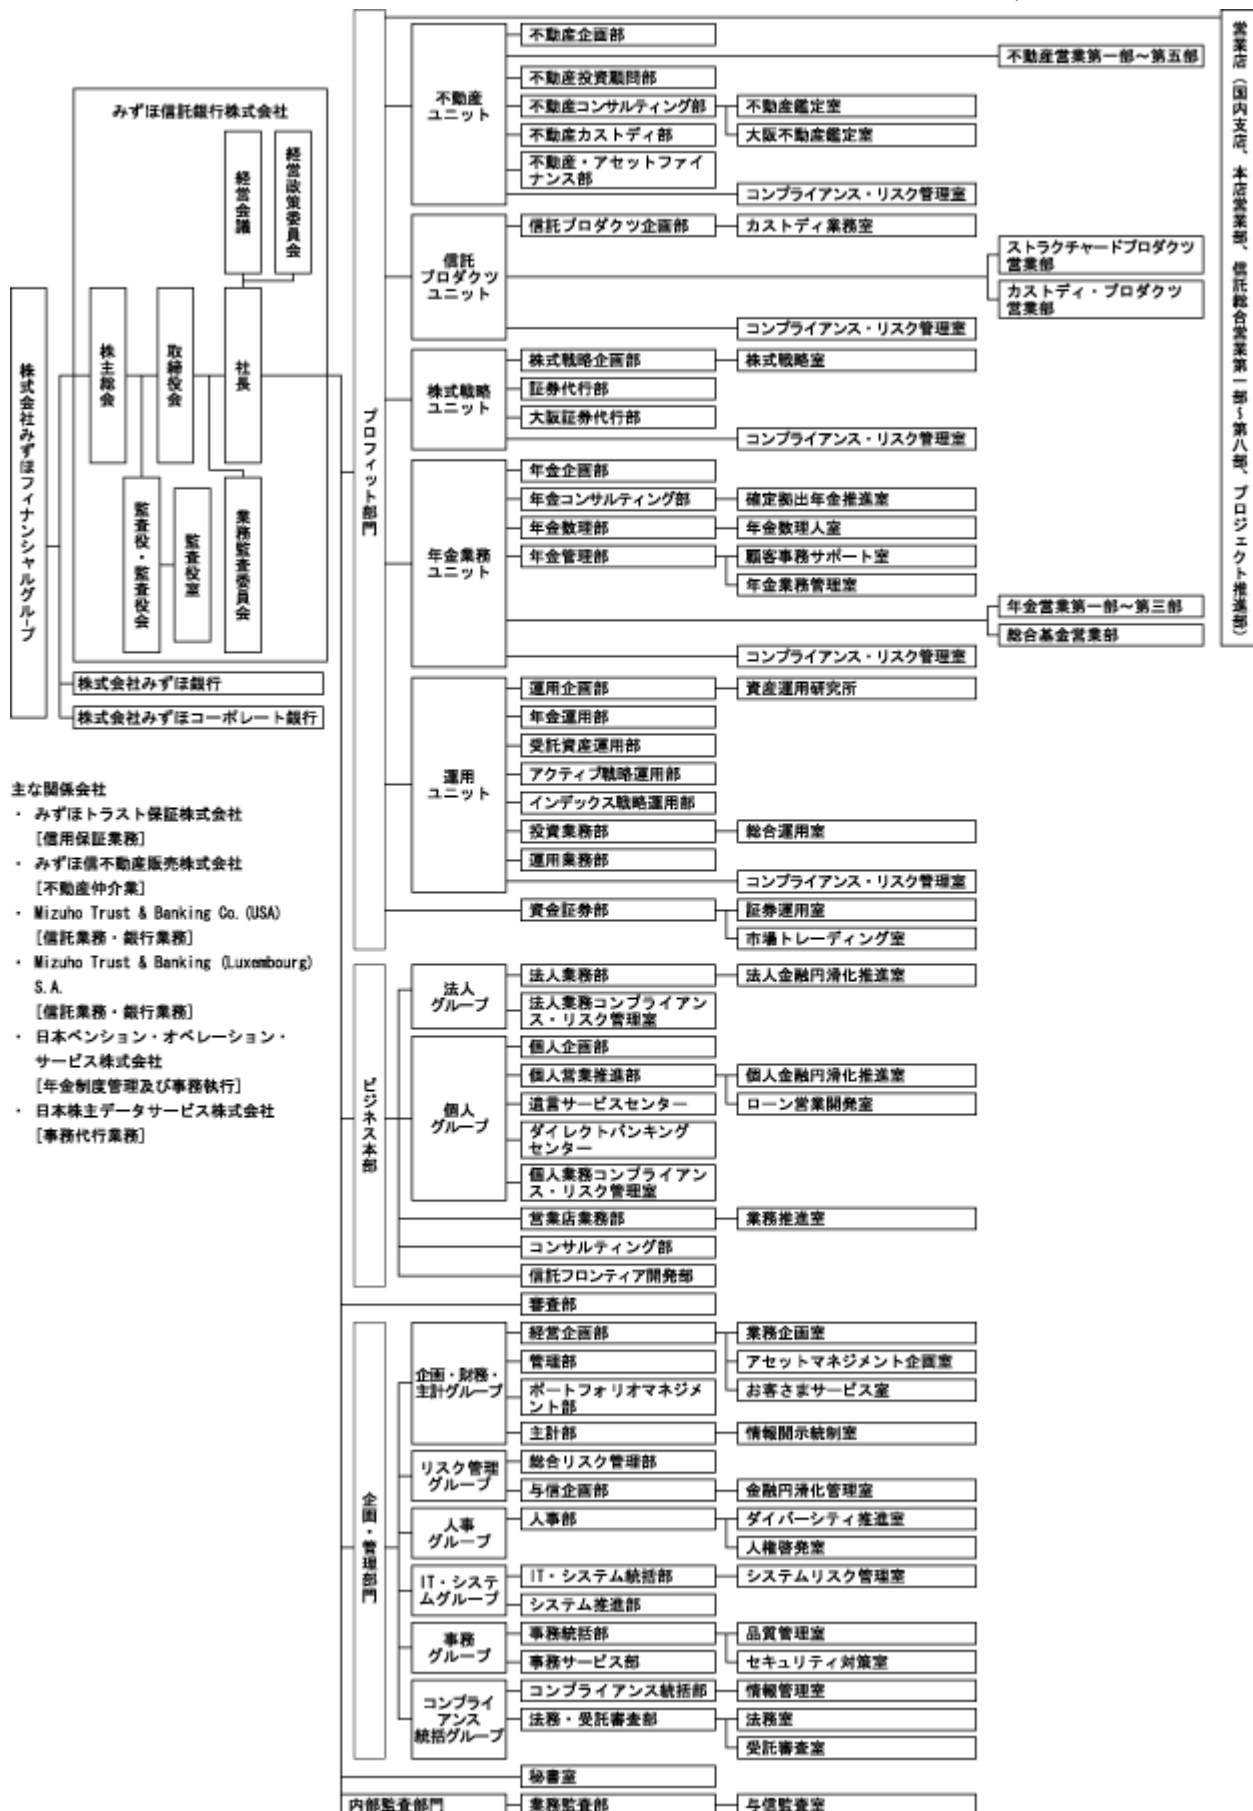 みずほ信託銀行株式会社
経営会議
経営政策委員会
株主総会
取締役会
社長
監査役・監査役会
監査役室
業務監査委員会
株式会社みずほフィナンシャルグループ
株式会社みずほ銀行
株式会社みずほコーポレート銀行
主な関係会社
・ みずほトラスト保証株式会社
[信用保証業務]
・ みずほ信不動産販売株式会社
[不動産仲介業]
・ Mizuho Trust & Banking Co.(USA)
[信託業務・銀行業務]
・ Mizuho Trust & Banking (Luxembourg)
S.A.
[信託業務・銀行業務]
・ 日本ペンション・オペレーション・
サービス株式会社
[年金制度管理及び事務執行]
・ 日本株主データサービス株式会社
[事務代行業務]
プロフィット部門
不動産
ユニット
不動産企画部
不動産営業第一部～第五部
不動産投資顧問部
不動産コンサルティング部
不動産鑑定室
不動産カストディ部
大阪不動産鑑定室
不動産・アセットファイ
ナンス部
コンプライアンス・リスク管理室
信託
プロダクツ
ユニット
信託プロダクツ企画部
カストディ業務室
ストラクチャードプロダクツ
営業部
カストディ・プロダクツ
営業部
コンプライアンス・リスク管理室
株式戦略
ユニット
株式戦略企画部
株式戦略室
証券代行部
大阪証券代行部
コンプライアンス・リスク管理室
年金業務
ユニット
年金企画部
年金コンサルティング部
確定拠出年金推進室
年金数理部
年金数理人室
年金管理部
顧客事務サポート室
年金業務管理室
年金営業第一部～第三部
総合基金営業部
コンプライアンス・リスク管理室
運用
ユニット
運用企画部
資産運用研究所
年金運用部
受託資産運用部
アクティブ戦略運用部
インデックス戦略運用部
投資業務部
総合運用室
運用業務部
コンプライアンス・リスク管理室
資金証券部
証券運用室
市場トレーディング室
営業店（国内支店、本店営業部、信託総合営業第一部～第八部、プロジェクト推進部）
ビジネス本部
法人
グループ
法人業務部
法人金融円滑化推進室
法人業務コンプライアン
ス・リスク管理室
個人
グループ
個人企画部
個人営業推進部
個人金融円滑化推進室
遺言サービスセンター
ローン営業開発室
ダイレクトバンキング
センター
個人業務コンプライアン
ス・リスク管理室
営業店業務部
業務推進室
コンサルティング部
信託フロンティア開発部
審査部
企画・管理部門
企画・財務・
主計グループ
経営企画部
業務企画室
管理部
アセットマネジメント企画室
ポートフォリオマネジメ
ント部
お客さまサービス室
主計部
情報開示統制室
リスク管理
グループ
総合リスク管理部
与信企画部
金融円滑化管理室
人事
グループ
人事部
ダイバーシティ推進室
人権啓発室
IT・システ
ムグループ
IT・システム統括部
システムリスク管理室
システム推進部
事務
グループ
事務統括部
品質管理室
事務サービス部
セキュリティ対策室
コンプライ
アンス
統括グループ
コンプライアンス統括部
情報管理室
法務・受託審査部
法務室
受託審査室
秘書室
内部監査部門
業務監査部
与信監査室